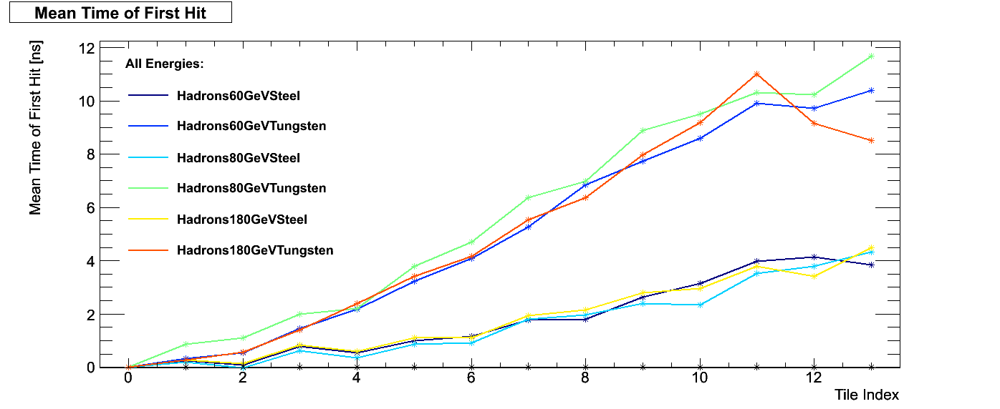 Mean Time of First Hit
Mean Time of First Hit [ns]
12
10
8
6
4
2
0
All Energies:
Hadrons60GeVSteel
Hadrons60GeVTungsten
Hadrons80GeVSteel
Hadrons80GeVTungsten
Hadrons180GeVSteel
Hadrons180GeVTungsten
0 2 4 6 8 10 12
Tile Index